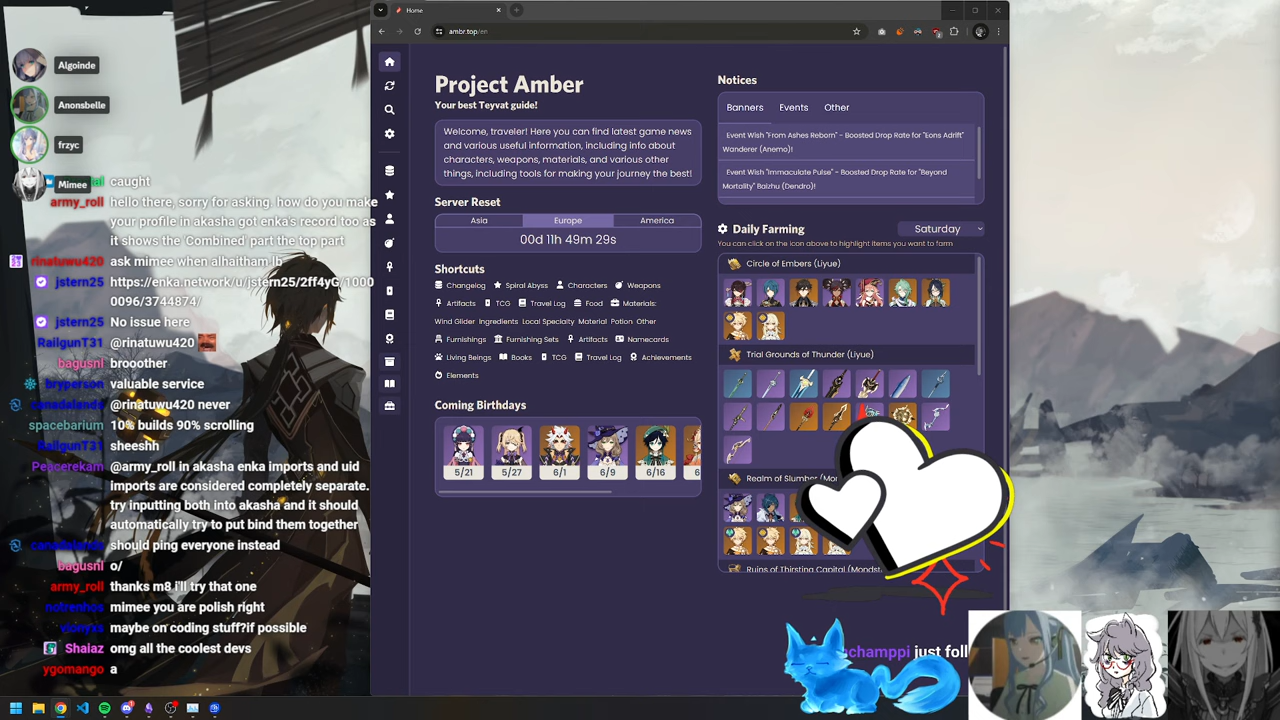 Algoinde
Anonsbelle
frzyc
Mimee
caught
army_roll hello there, sorry for asking. how do you make
your profile in akasha got enka's record too as
it shows the 'Combined' part the top part
rinatuwu420 ask mimee when alhaitham lb
jstern25 https://enka.network/u/jstern25/2ff4yG/1000
0096/3744874/
jstern25 No issue here
RailgunT31 @rinatuwu420
bagusnl brooother
bryperson valuable service
canadalands @rinatuwu420 never
spacebarium 10% builds 90% scrolling
RailgunT31 sheeshh
Peacerekam @army_roll in akasha enka imports and uid
imports are considered completely separate.
try inputting both into akasha and it should
automatically try to put bind them together
canadalands should ping everyone instead
bagusnl o/
army_roll thanks m8 i'll try that one
notrenhos mimee you are polish right
maybe on coding stuff?if possible
Shaiaz omg all the coolest devs
ygomango a
Home
ambr.top/en
Project Amber
Your best Teyvat guide!
Welcome, traveler! Here you can find latest game news
and various useful information, including info about
characters, weapons, materials, and various other
things, including tools for making your journey the best!
Server Reset
Asia Europe America
00d 11h 49m 29s
Shortcuts
Changelog Spiral Abyss Characters Weapons
Artifacts TCG Travel Log Food Materials:
Wind Glider Ingredients Local Specialty Material Potion Other
Furnishings Furnishing Sets Artifacts Namecards
Living Beings Books TCG Travel Log Achievements
Elements
Coming Birthdays
5/21 5/27 6/1 6/9 6/16 6
Notices
Banners Events Other
Event Wish "From Ashes Reborn" - Boosted Drop Rate for "Eons Adrift"
Wanderer (Anemo)!
Event Wish "Immaculate Pulse" - Boosted Drop Rate for "Beyond
Mortality" Baizhu (Dendro)!
Daily Farming
Saturday
You can click on the icon above to highlight items you want to farm
Circle of Embers (Liyue)
Trial Grounds of Thunder (Liyue)
Realm of Slumber (Mon
Ruins of Thirsting Capital (Mondst
champpi just foll